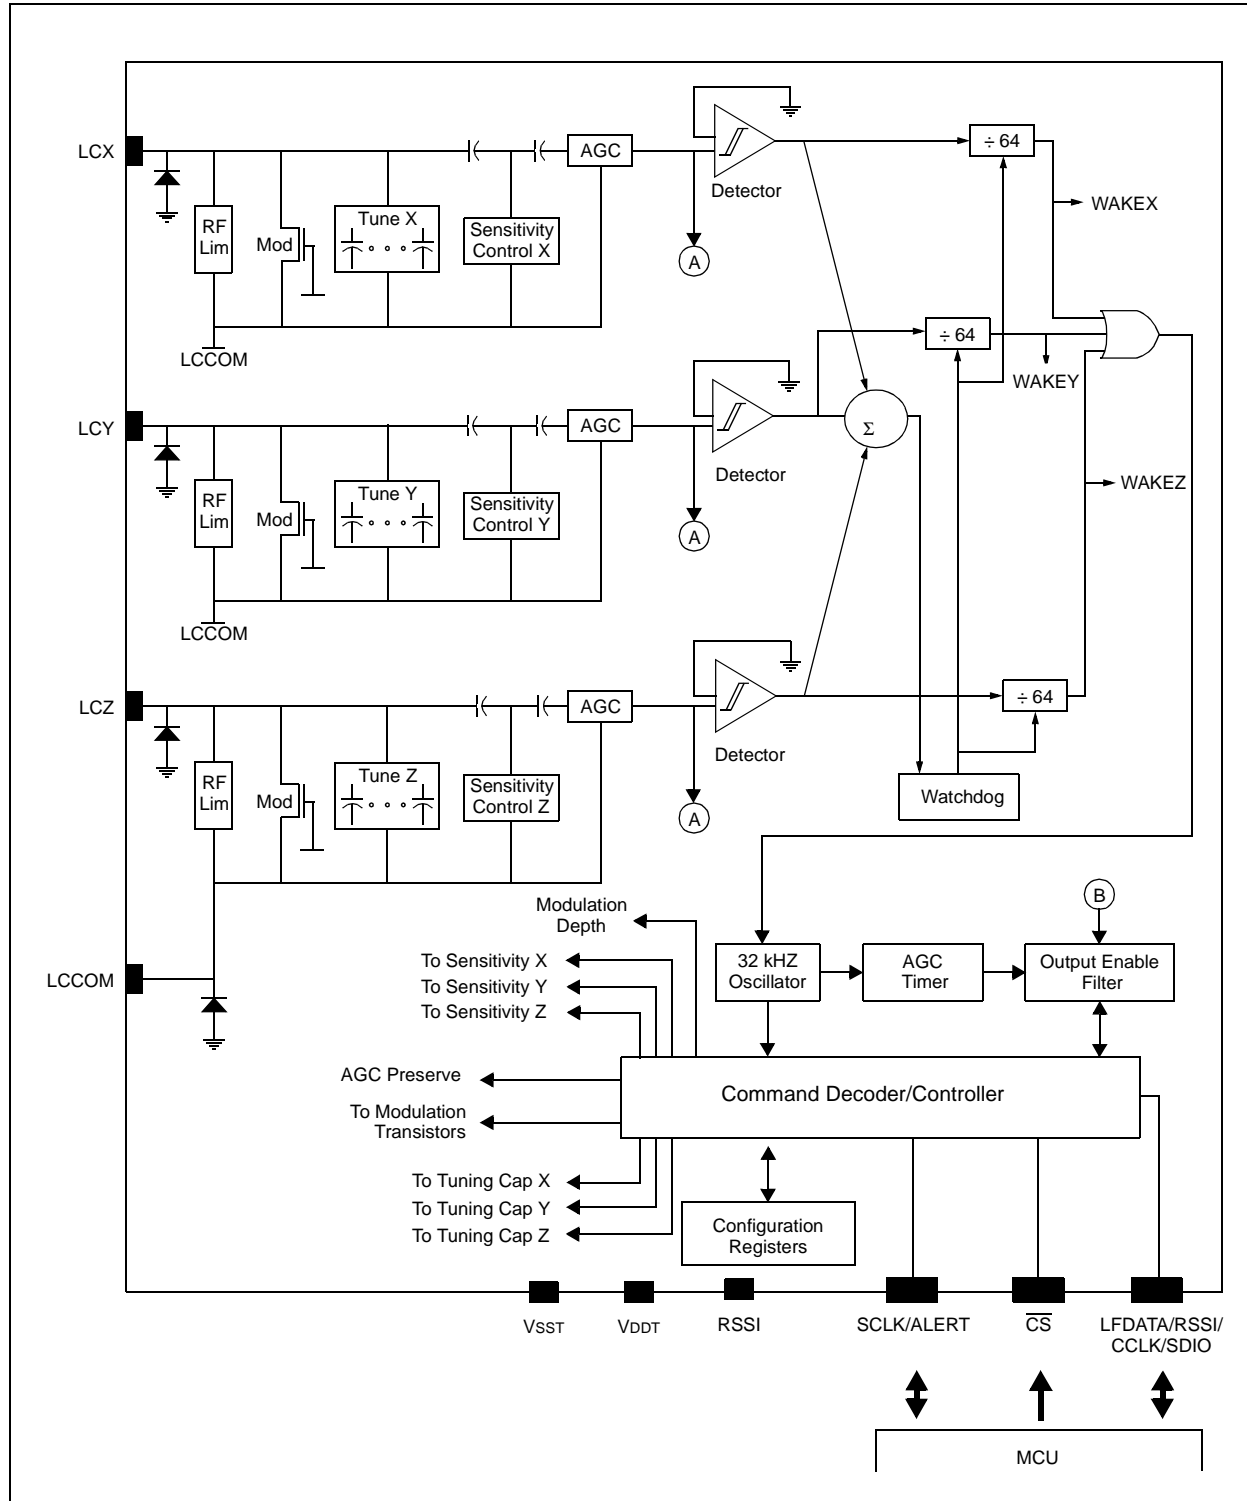 LCX
AGC
÷ 64
Detector
WAKEX
RF
Lim
Mod
Tune X
Sensitivity
Control X
A
÷ 64
LCCOM
WAKEY
LCY
AGC
Σ
Detector
WAKEZ
RF
Lim
Mod
Tune Y
Sensitivity
Control Y
A
LCCOM
LCZ
AGC
÷ 64
Detector
RF
Lim
Mod
Tune Z
Sensitivity
Control Z
A
Watchdog
Modulation
Depth
B
LCCOM
To Sensitivity X
To Sensitivity Y
To Sensitivity Z
32 kHZ
Oscillator
AGC
Timer
Output Enable
Filter
AGC Preserve
To Modulation
Transistors
Command Decoder/Controller
To Tuning Cap X
To Tuning Cap Y
To Tuning Cap Z
Configuration
Registers
VSST
VDDT
RSSI
SCLK/ALERT
CS
LFDATA/RSSI/
CCLK/SDIO
MCU